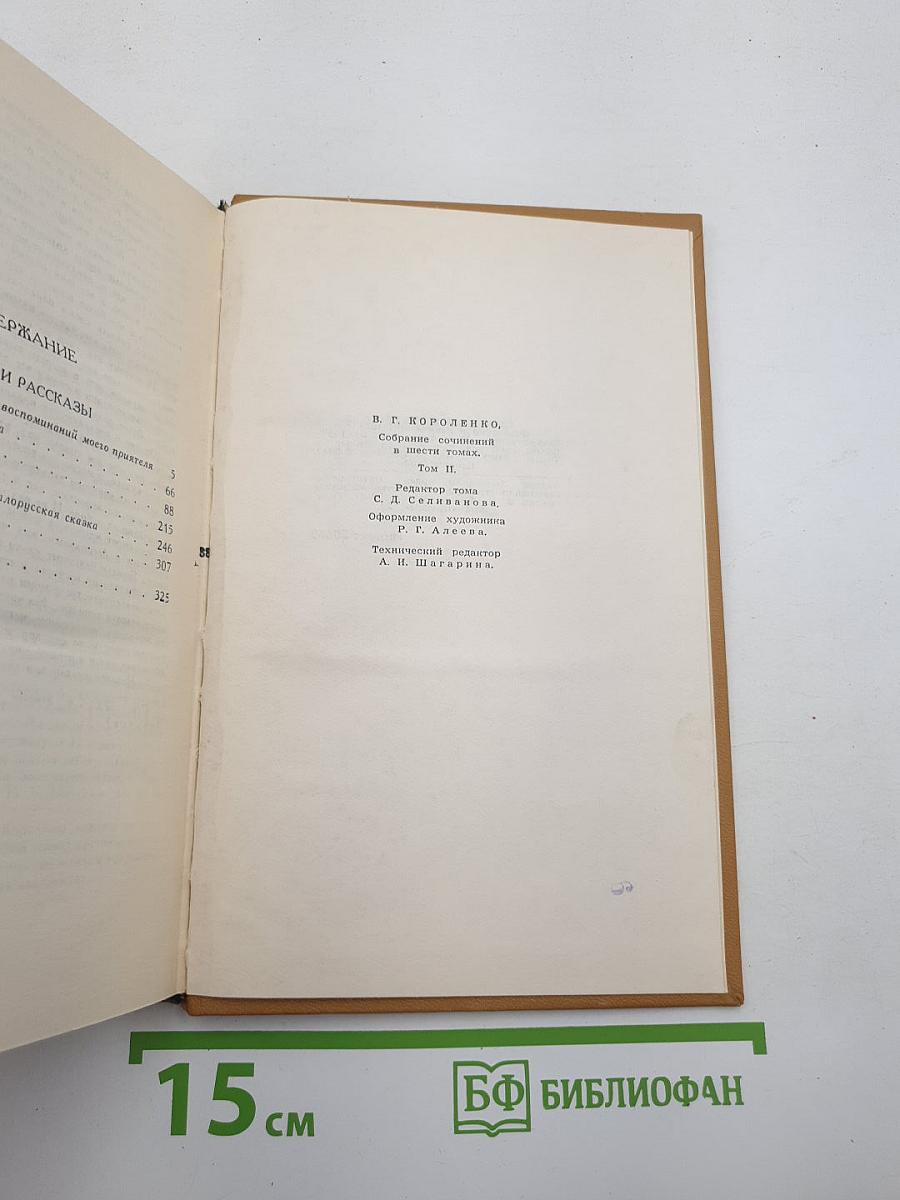 ЕРЖАНИЕ
И РАССКАЗЫ
воспоминаний моего приятеля 5
а . . . . . . . 66
. . . . . . . 88
. . . . . . . 215
лорусская сказка . . . 246
. . . . . . . 307
. . . . . . . 325
В. Г. КОРОЛЕНКО.
Собрание сочинений
в шести томах.
Том II.
Редактор тома
С. Д. Селиванова.
Оформление художника
Р. Г. Алеева.
Технический редактор
А. И. Шагарина.
15 см
БФ БИБЛИОФАН